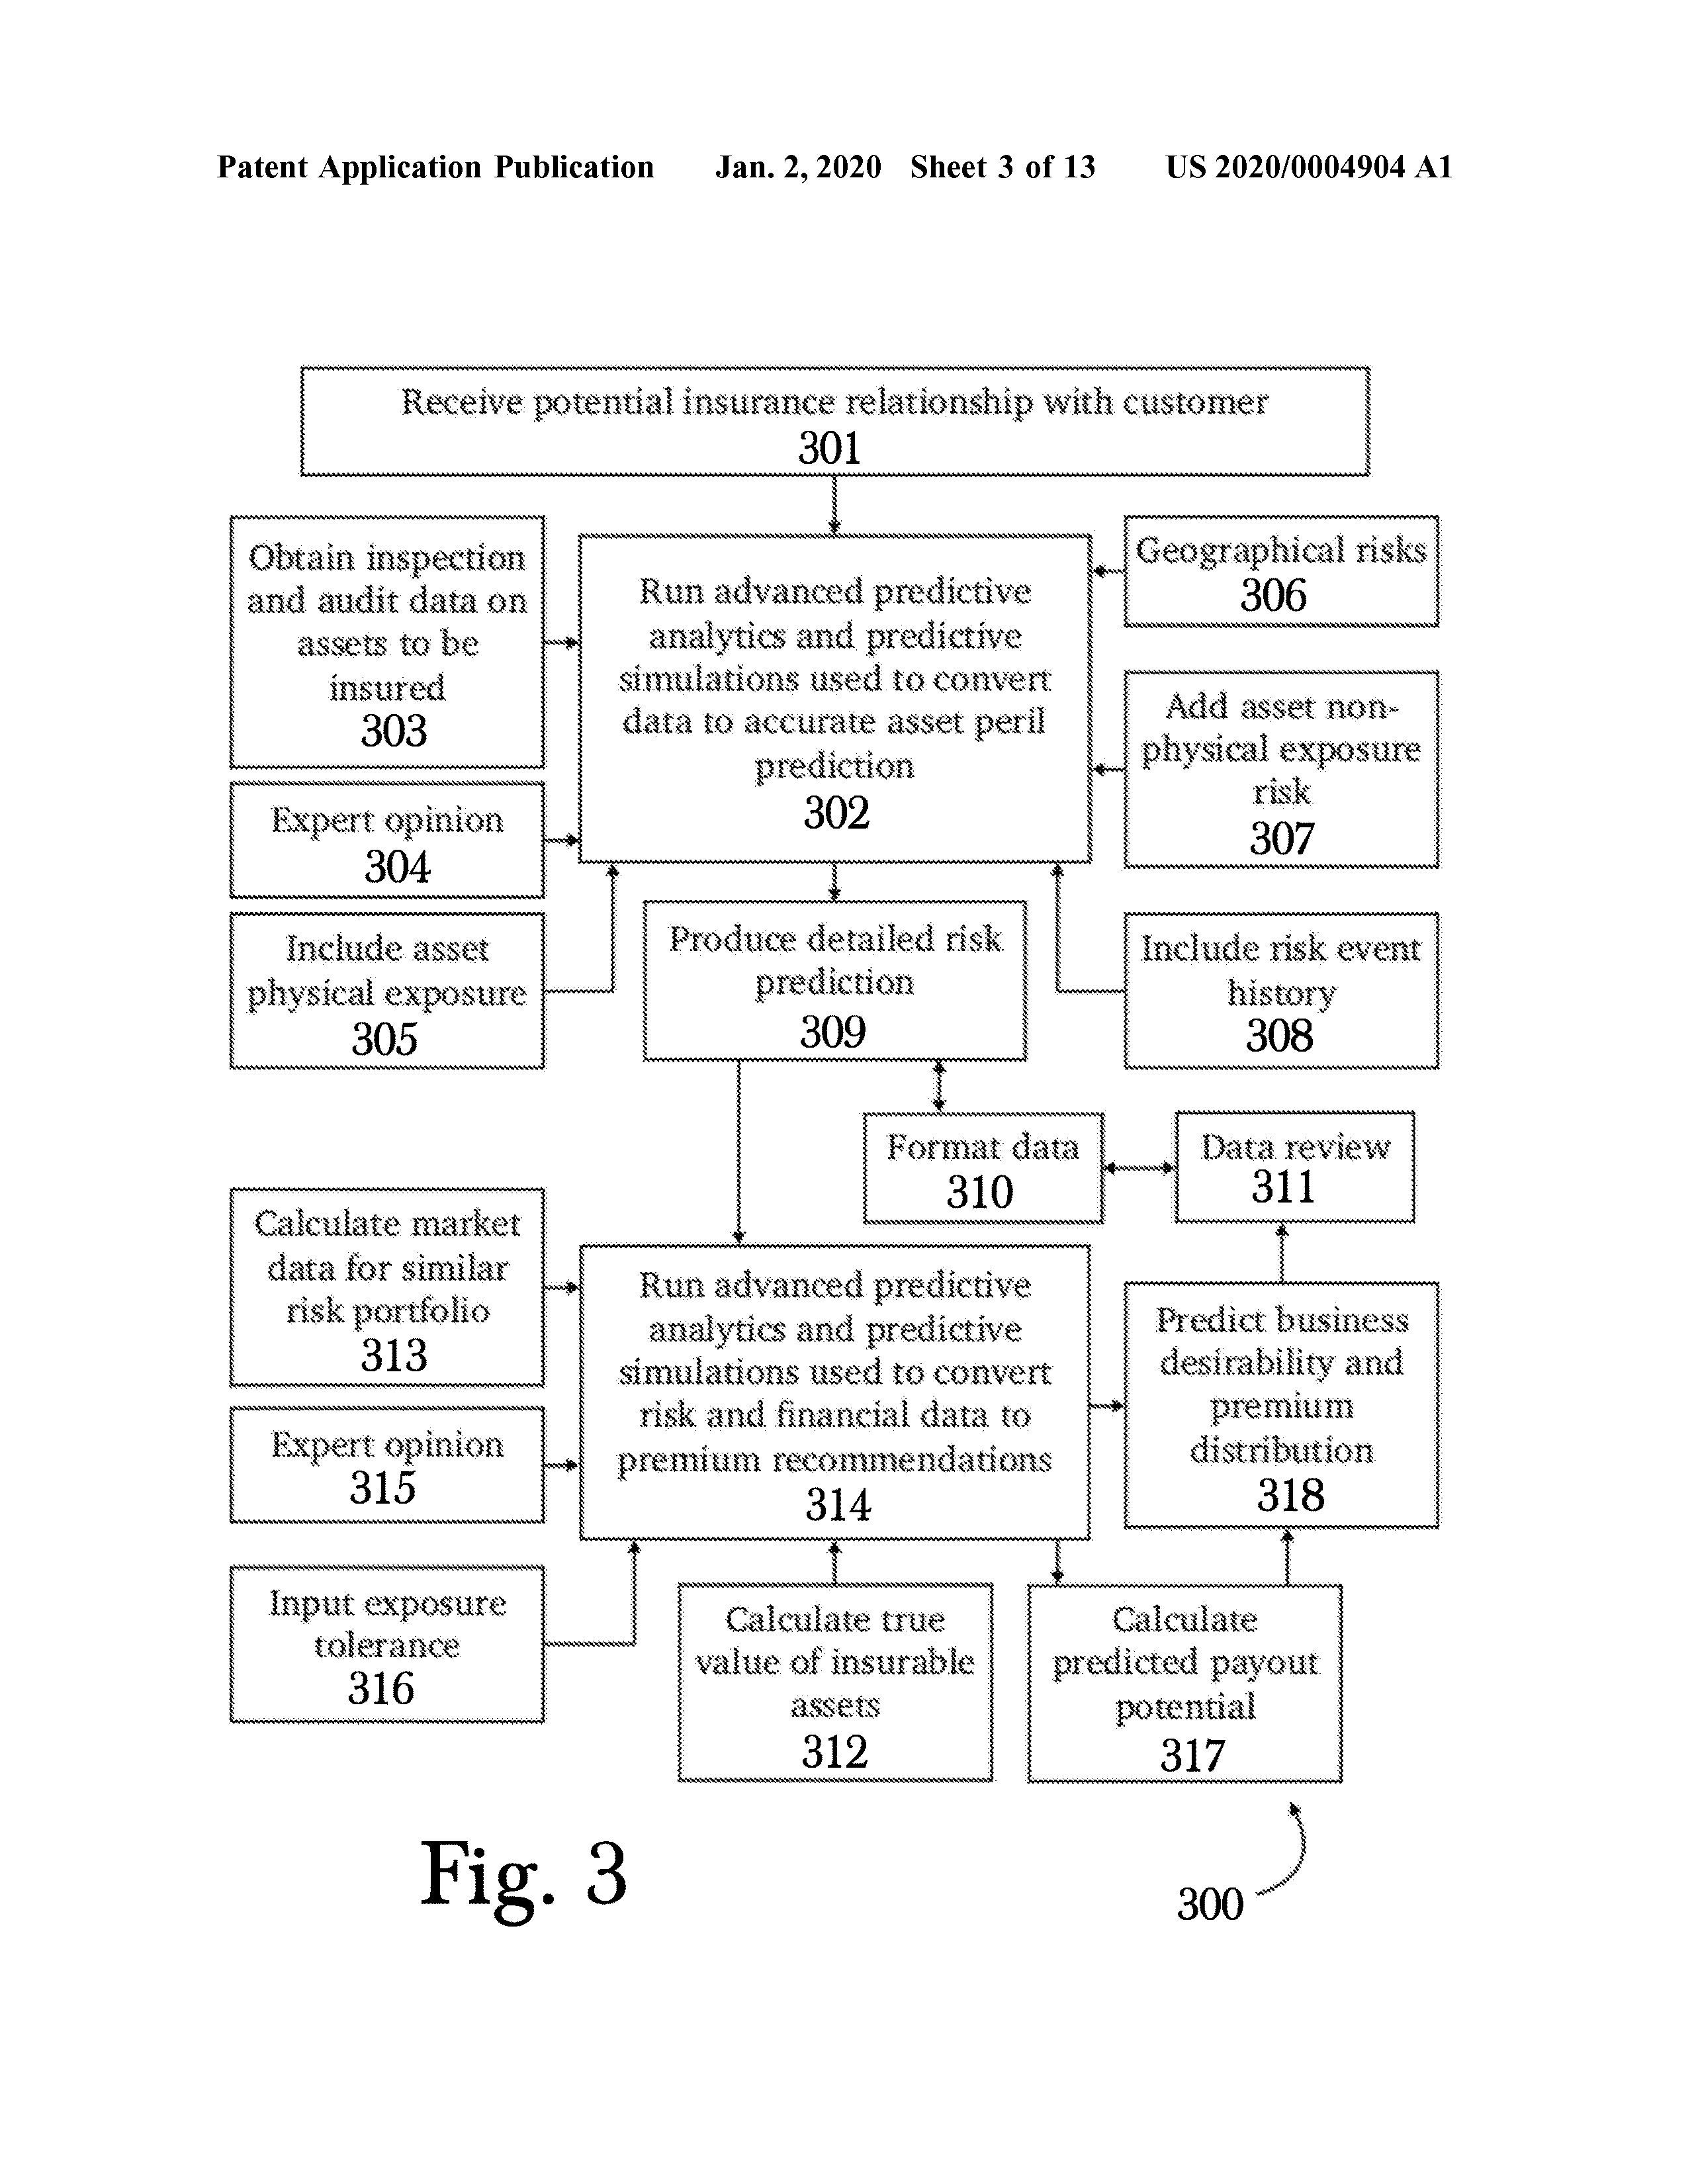 Patent Application Publication Jan. 2, 2020 Sheet 3 of 13 US 2020/0004904 A1
Receive potential insurance relationship with customer
301
Obtain inspection
and audit data on
assets to be
insured
303
Run advanced predictive
analytics and predictive
simulations used to convert
data to accurate asset peril
prediction
302
Geographical risks
306
Add asset non-
physical exposure
risk
307
Expert opinion
304
Include asset
physical exposure
305
Produce detailed risk
prediction
309
Include risk event
history
308
Format data
310
Data review
311
Calculate market
data for similar
risk portfolio
313
Run advanced predictive
analytics and predictive
simulations used to convert
risk and financial data to
premium recommendations
314
Predict business
desirability and
premium
distribution
318
Expert opinion
315
Input exposure
tolerance
316
Calculate true
value of insurable
assets
312
Calculate
predicted payout
potential
317
Fig. 3
300